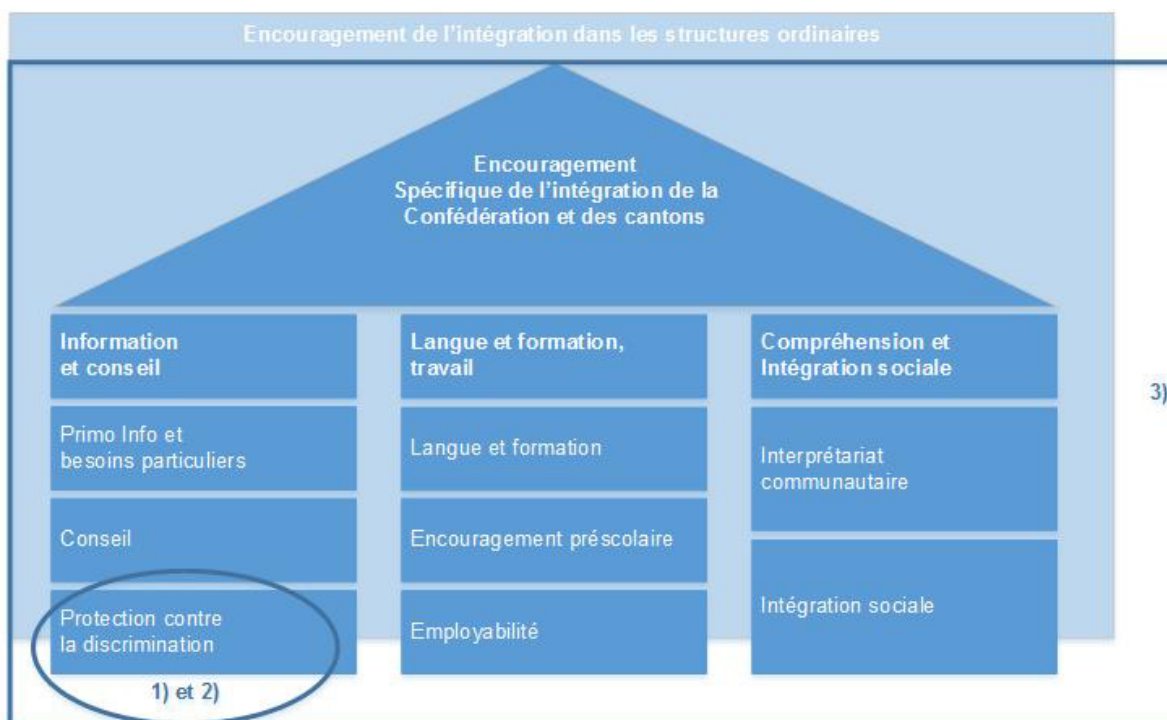 Encouragement de l'intégration dans les structures ordinaires
Encouragement
Spécifique de l'intégration de la
Confédération et des cantons
Information
et conseil
Primo Info et
besoins particuliers
Conseil
Protection contre
la discrimination
1) et 2)
Langue et formation,
travail
Langue et formation
Encouragement préscolaire
Employabilité
Compréhension et
Intégration sociale
Interprétariat
communautaire
Intégration sociale
3)